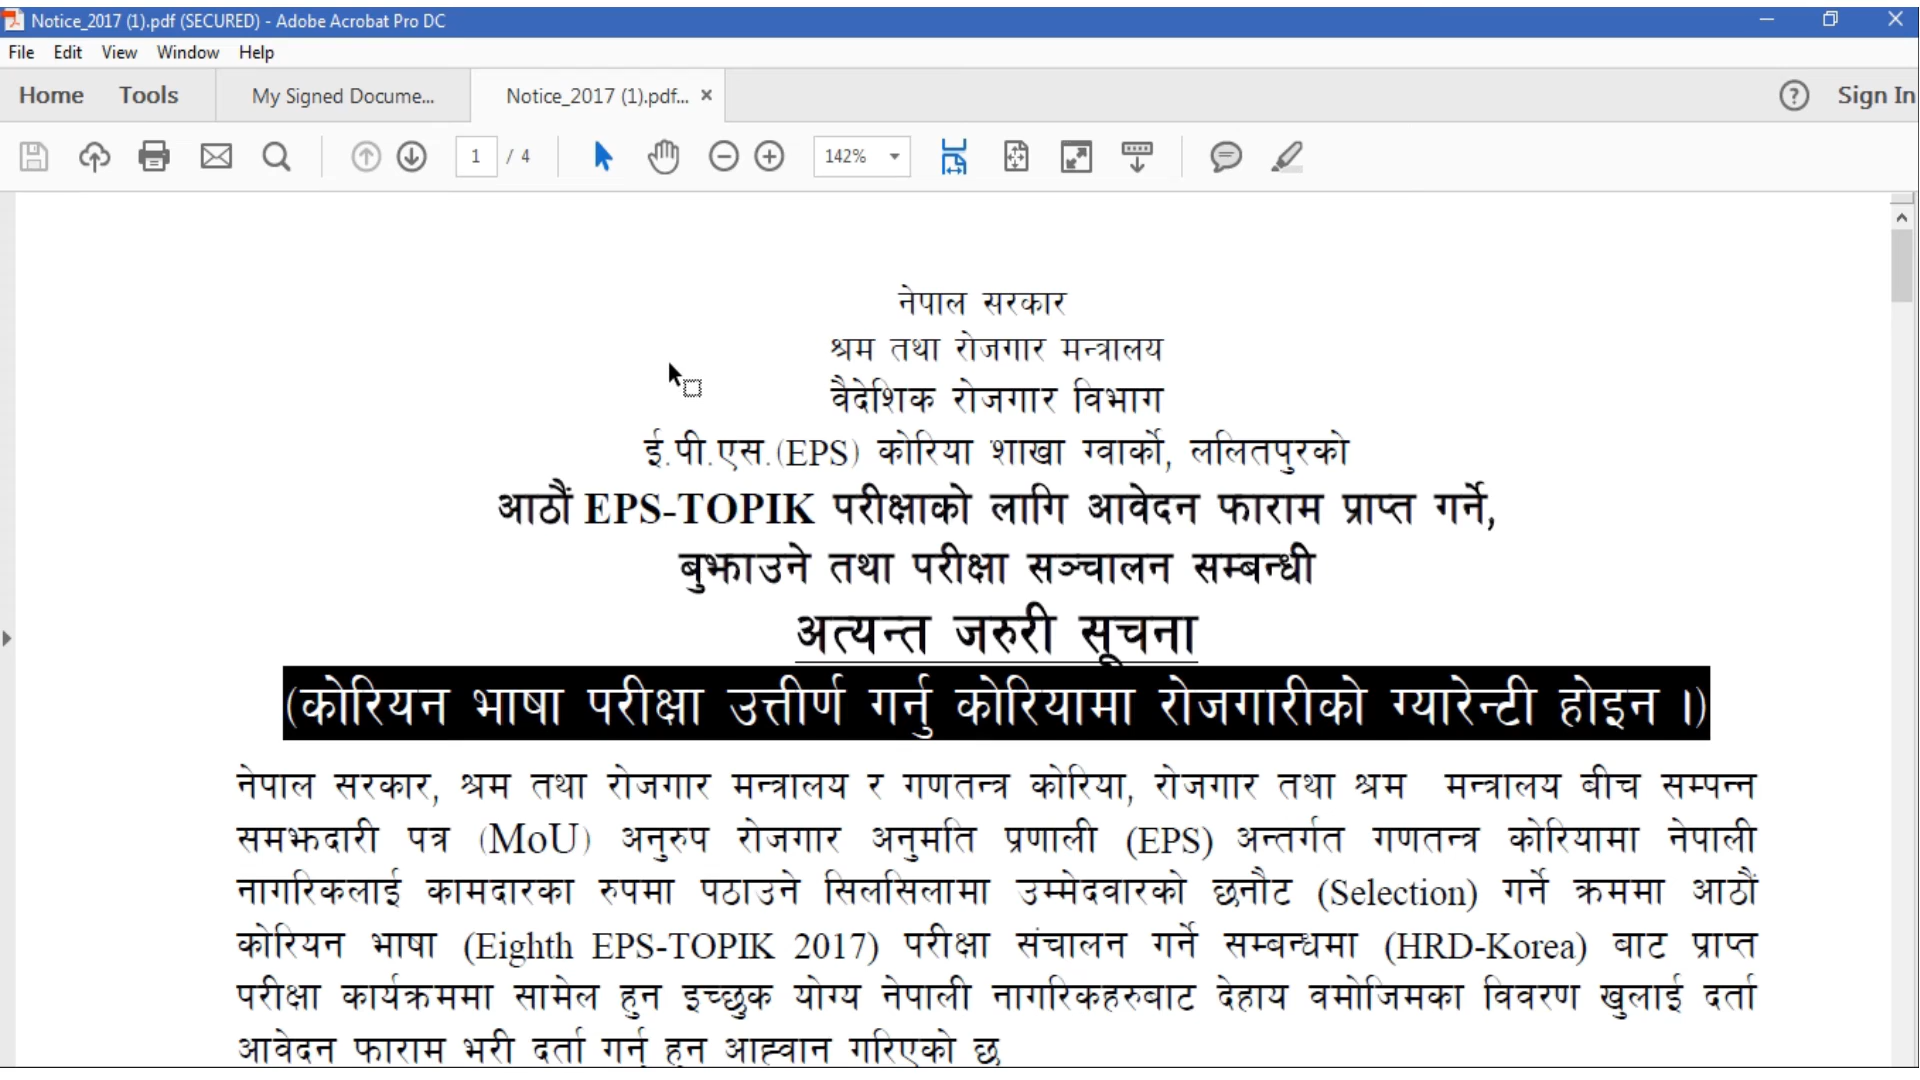 Notice_2017 (1).pdf (SECURED) - Adobe Acrobat Pro DC
File Edit View Window Help
Home Tools My Signed Docume... Notice_2017 (1).pdf... × ? Sign In
1 / 4 142%
नेपाल सरकार
श्रम तथा रोजगार मन्त्रालय
वैदेशिक रोजगार विभाग
ई.पी.एस.(EPS) कोरिया शाखा ग्वार्को, ललितपुरको
आठौं EPS-TOPIK परीक्षाको लागि आवेदन फाराम प्राप्त गर्ने,
बुझाउने तथा परीक्षा सञ्चालन सम्बन्धी
अत्यन्त जरुरी सूचना
(कोरियन भाषा परीक्षा उत्तीर्ण गर्नु कोरियामा रोजगारीको ग्यारेन्टी होइन ।)
नेपाल सरकार, श्रम तथा रोजगार मन्त्रालय र गणतन्त्र कोरिया, रोजगार तथा श्रम मन्त्रालय बीच सम्पन्न
समझदारी पत्र (MoU) अनुरुप रोजगार अनुमति प्रणाली (EPS) अन्तर्गत गणतन्त्र कोरियामा नेपाली
नागरिकलाई कामदारका रुपमा पठाउने सिलसिलामा उम्मेदवारको छनौट (Selection) गर्ने क्रममा आठौं
कोरियन भाषा (Eighth EPS-TOPIK 2017) परीक्षा संचालन गर्ने सम्बन्धमा (HRD-Korea) बाट प्राप्त
परीक्षा कार्यक्रममा सामेल हुन इच्छुक योग्य नेपाली नागरिकहरुबाट देहाय वमोजिमका विवरण खुलाई दर्ता
आवेदन फाराम भरी दर्ता गर्नु हुन आह्वान गरिएको छ